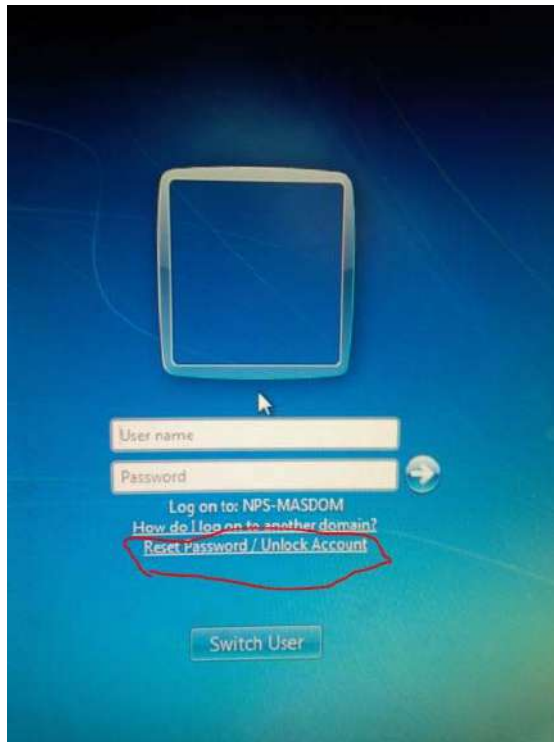 User name
Password
Log on to: NPS-MASDOM
How do I log on to another domain?
Reset Password / Unlock Account
Switch User